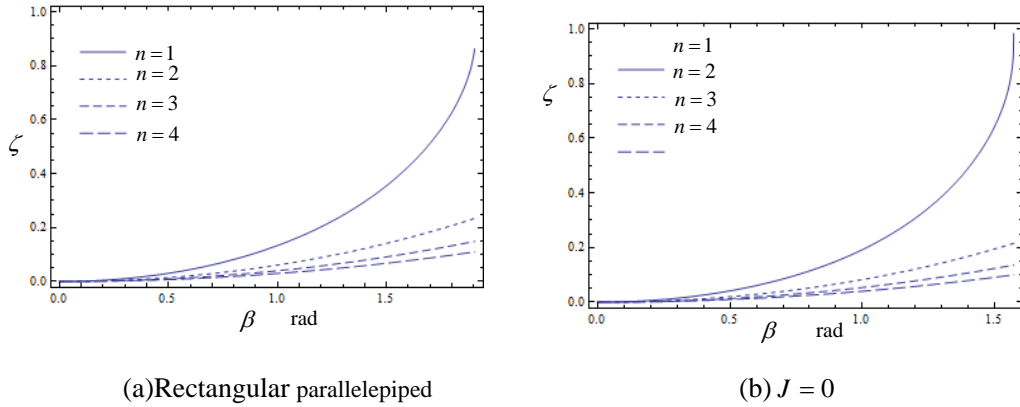 1.0
0.8
0.6
0.4
0.2
0.0
ζ
n = 1
n = 2
n = 3
n = 4
0.0 0.5 1.0 1.5
β rad
(a)Rectangular parallelepiped
1.0
0.8
0.6
0.4
0.2
0.0
ζ
n = 1
n = 2
n = 3
n = 4
0.0 0.5 1.0 1.5
β rad
(b) J = 0